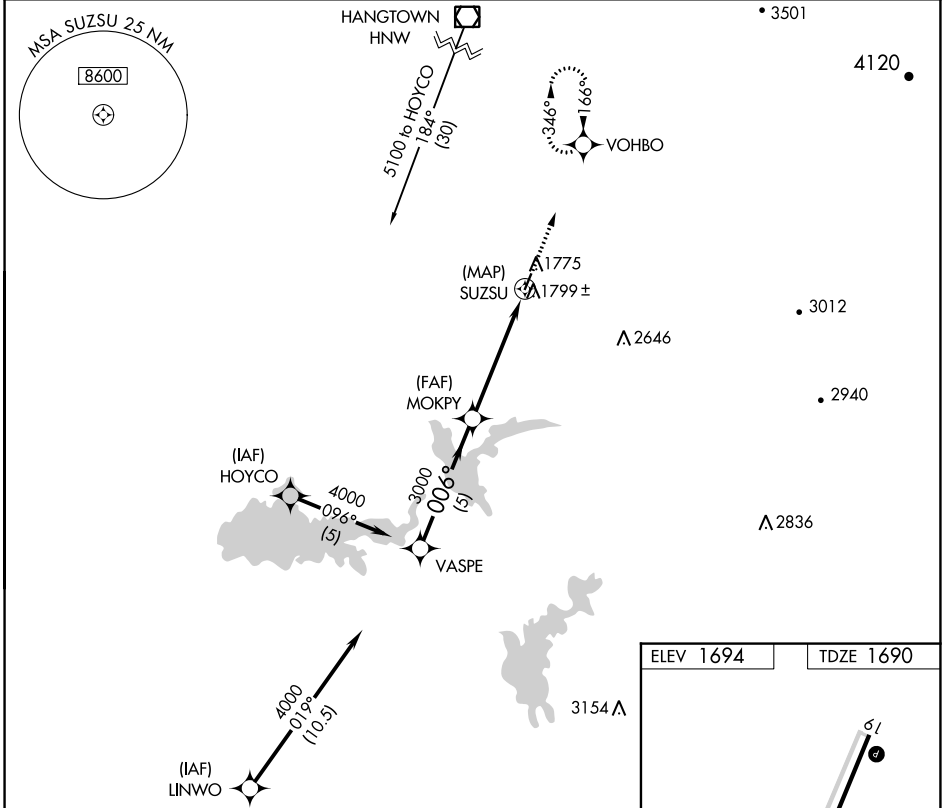 MSA SUZSU 25 NM
8600
HANGTOWN
HNW
5100 to HOYCO
184°
(30)
3501
4120
346°
166°
VOHBO
(MAP)
SUZSU
1775
1799 ±
3012
2646
2940
(FAF)
MOKPY
(IAF)
HOYCO
4000
096°
(5)
3000
006°
(5)
VASPE
2836
4000
019°
(10.5)
3154
(IAF)
LINWO
ELEV 1694
TDZE 1690
19
P